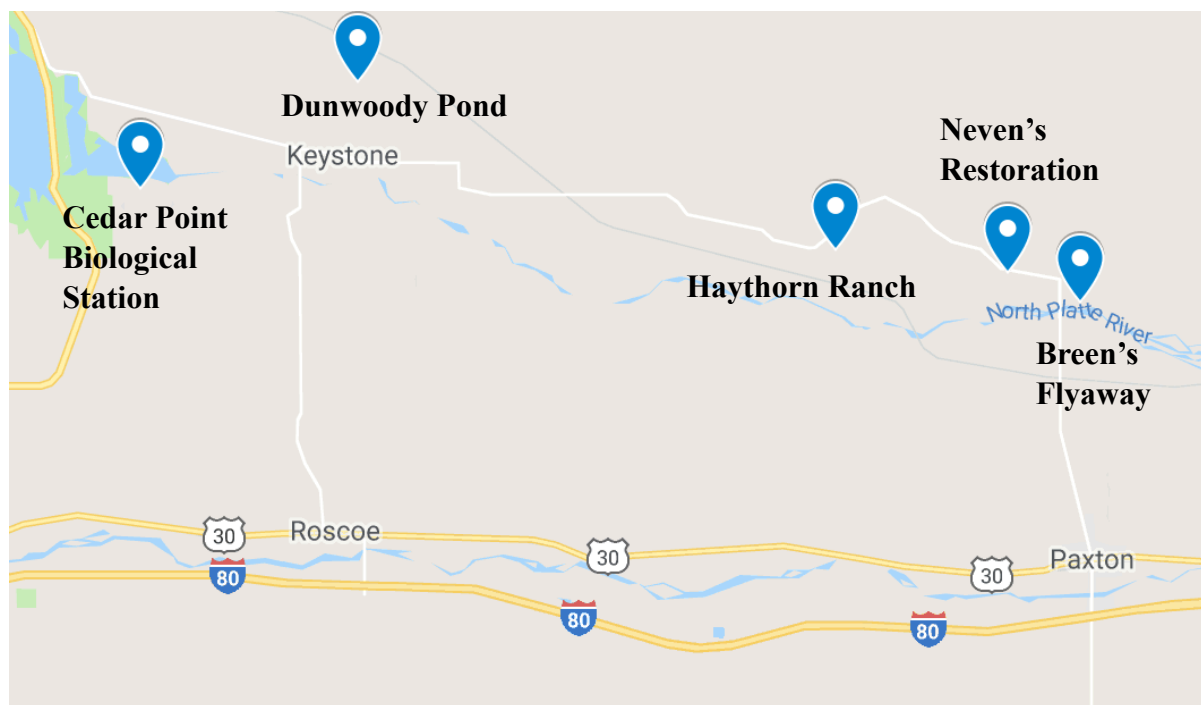 Dunwoody Pond
Neven’s
Restoration
Keystone
Cedar Point
Biological
Station
Haythorn Ranch
North Platte River
Breen’s
Flyaway
30
Roscoe
30
30
Paxton
80
80
80